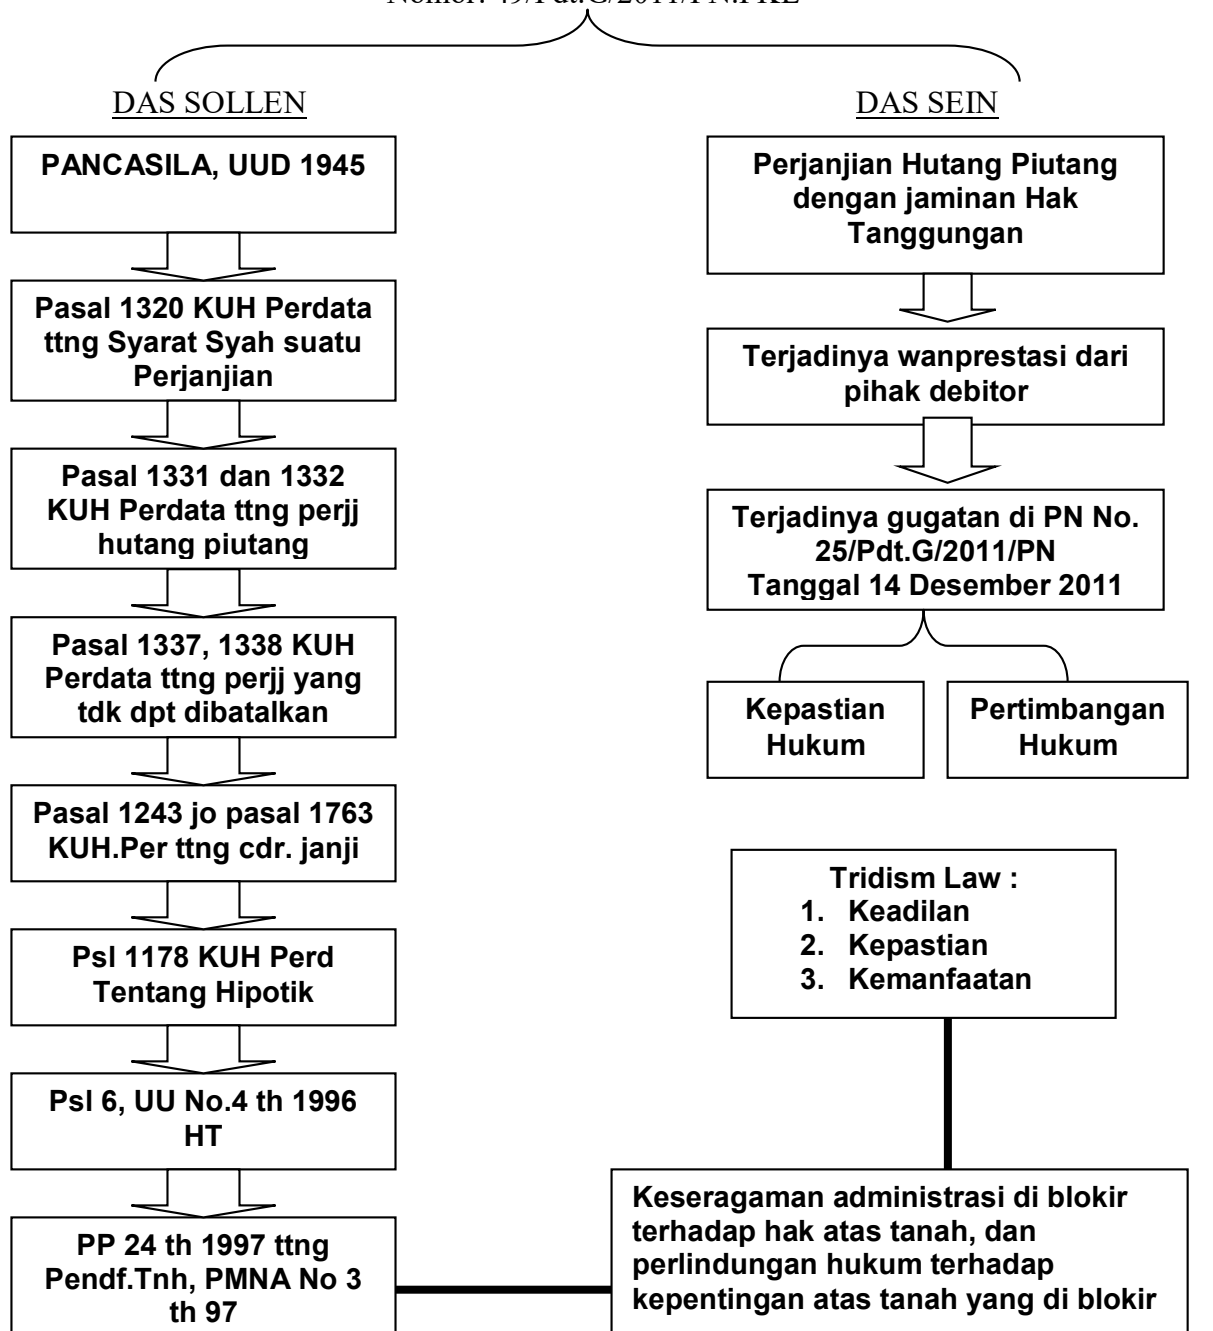 Nomor. 49/Pdt.G/2011/PN.PKL
DAS SOLLEN
PANCASILA, UUD 1945
Pasal 1320 KUH Perdata
ttng Syarat Syah suatu
Perjanjian
Pasal 1331 dan 1332
KUH Perdata ttng perjj
hutang piutang
Pasal 1337, 1338 KUH
Perdata ttng perjj yang
tdk dpt dibatalkan
Pasal 1243 jo pasal 1763
KUH.Per ttng cdr. janji
Psl 1178 KUH Perd
Tentang Hipotik
Psl 6, UU No.4 th 1996
HT
PP 24 th 1997 ttng
Pendf.Tnh, PMNA No 3
th 97
DAS SEIN
Perjanjian Hutang Piutang
dengan jaminan Hak
Tanggungan
Terjadinya wanprestasi dari
pihak debitor
Terjadinya gugatan di PN No.
25/Pdt.G/2011/PN
Tanggal 14 Desember 2011
Kepastian
Hukum
Pertimbangan
Hukum
Tridism Law :
1. Keadilan
2. Kepastian
3. Kemanfaatan
Keseragaman administrasi di blokir
terhadap hak atas tanah, dan
perlindungan hukum terhadap
kepentingan atas tanah yang di blokir